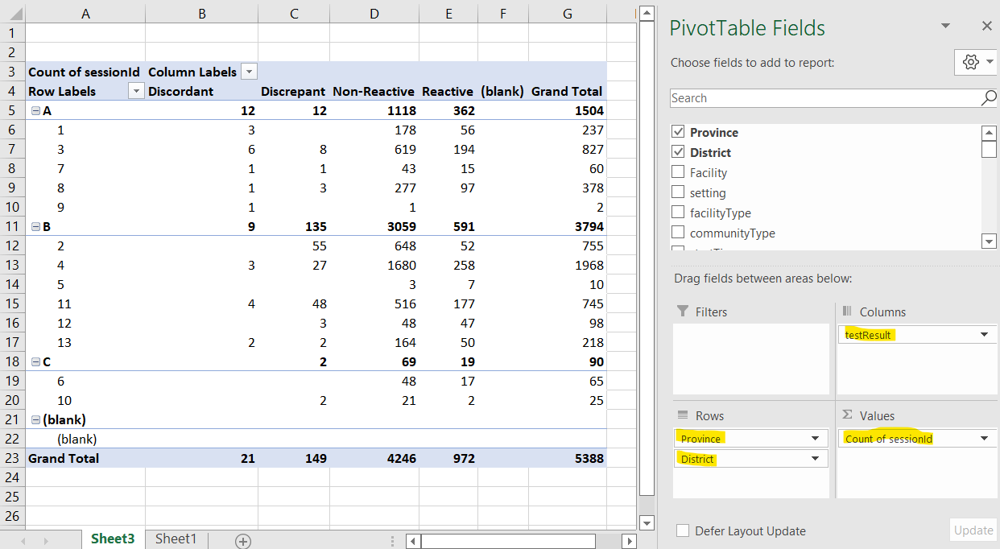 A B C D E F G
1
2
3 Count of sessionId Column Labels
4 Row Labels Discordant Discrepant Non-Reactive Reactive (blank) Grand Total
5 A 12 12 1118 362 1504
6 1 3 178 56 237
7 3 6 8 619 194 827
8 7 1 1 43 15 60
9 8 1 3 277 97 378
10 9 1 1 2
11 B 9 135 3059 591 3794
12 2 55 648 52 755
13 4 3 27 1680 258 1968
14 5 3 7 10
15 11 4 48 516 177 745
16 12 3 48 47 98
17 13 2 2 164 50 218
18 C 2 69 19 90
19 6 48 17 65
20 10 2 21 2 25
21 (blank)
22 (blank)
23 Grand Total 21 149 4246 972 5388
24
25
26
Sheet3 Sheet1
PivotTable Fields
Choose fields to add to report:
Search
Province
District
Facility
setting
facilityType
communityType
Drag fields between areas below:
Filters
Columns
testResult
Rows
Province
District
Values
Count of sessionId
Defer Layout Update
Update